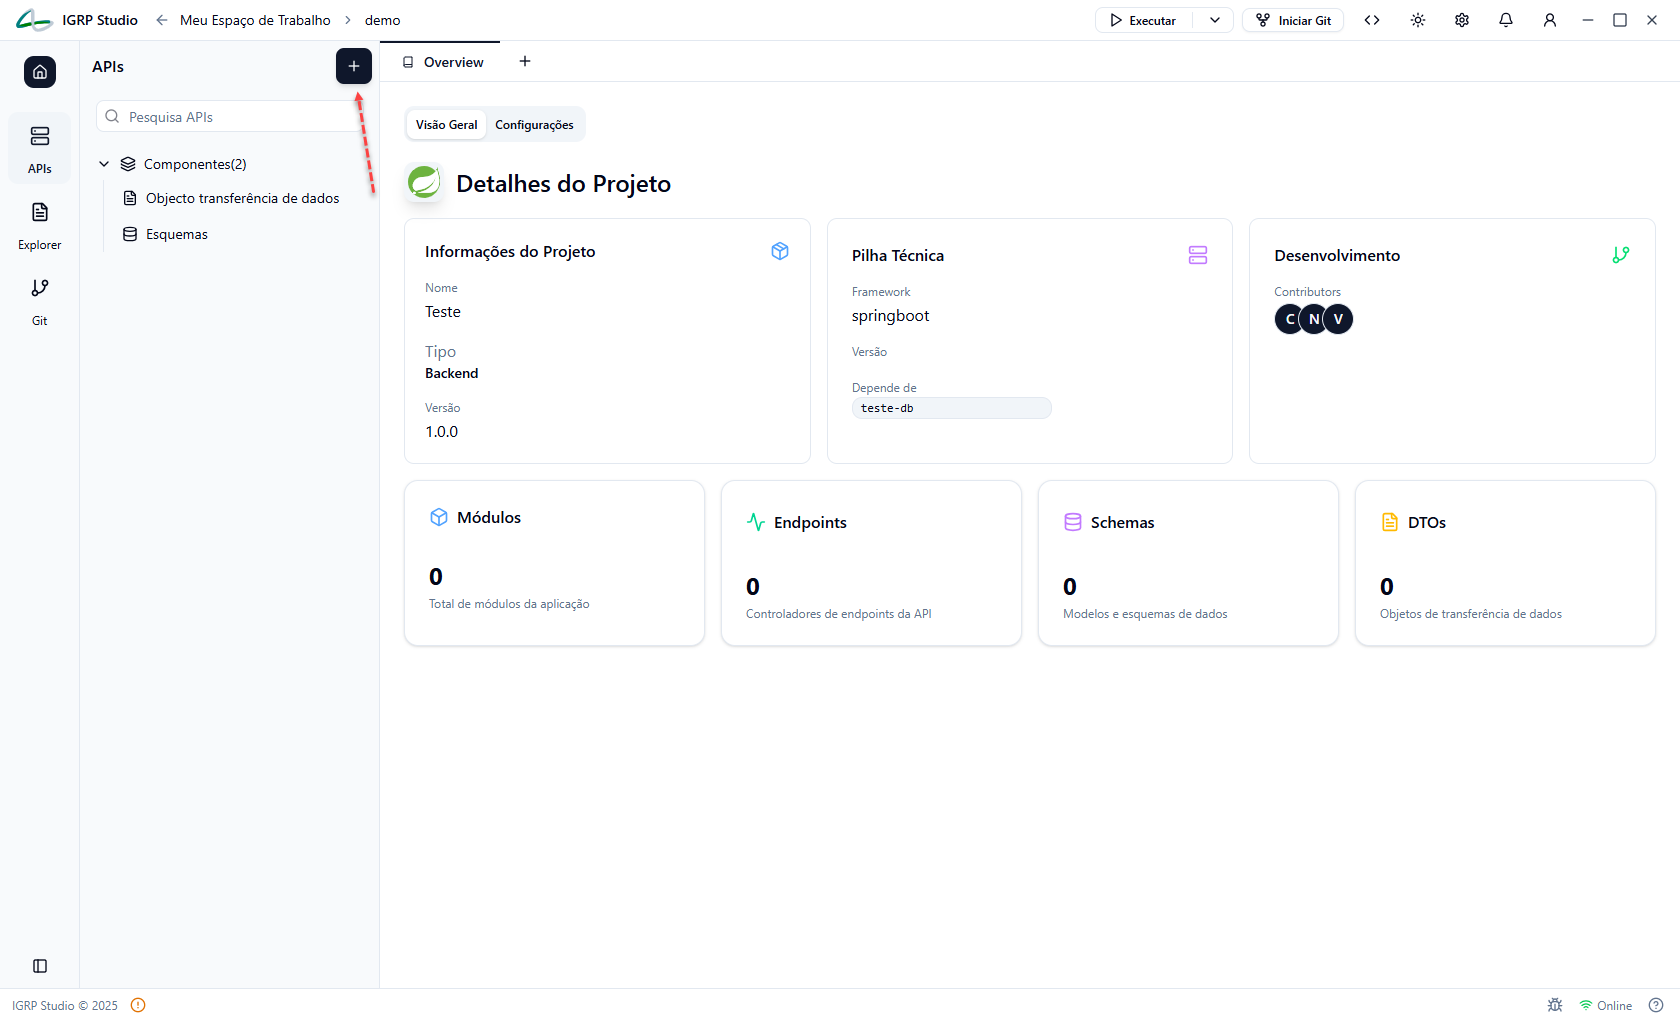 IGRP Studio
Meu Espaço de Trabalho
demo
Executar
Iniciar Git
APIs
Explorer
Git
APIs
Pesquisa APIs
Componentes(2)
Objecto transferência de dados
Esquemas
Overview
Visão Geral
Configurações
Detalhes do Projeto
Informações do Projeto
Nome
Teste
Tipo
Backend
Versão
1.0.0
Pilha Técnica
Framework
springboot
Versão
Depende de
teste-db
Desenvolvimento
Contributors
C N V
Módulos
0
Total de módulos da aplicação
Endpoints
0
Controladores de endpoints da API
Schemas
0
Modelos e esquemas de dados
DTOs
0
Objetos de transferência de dados
IGRP Studio © 2025
Online